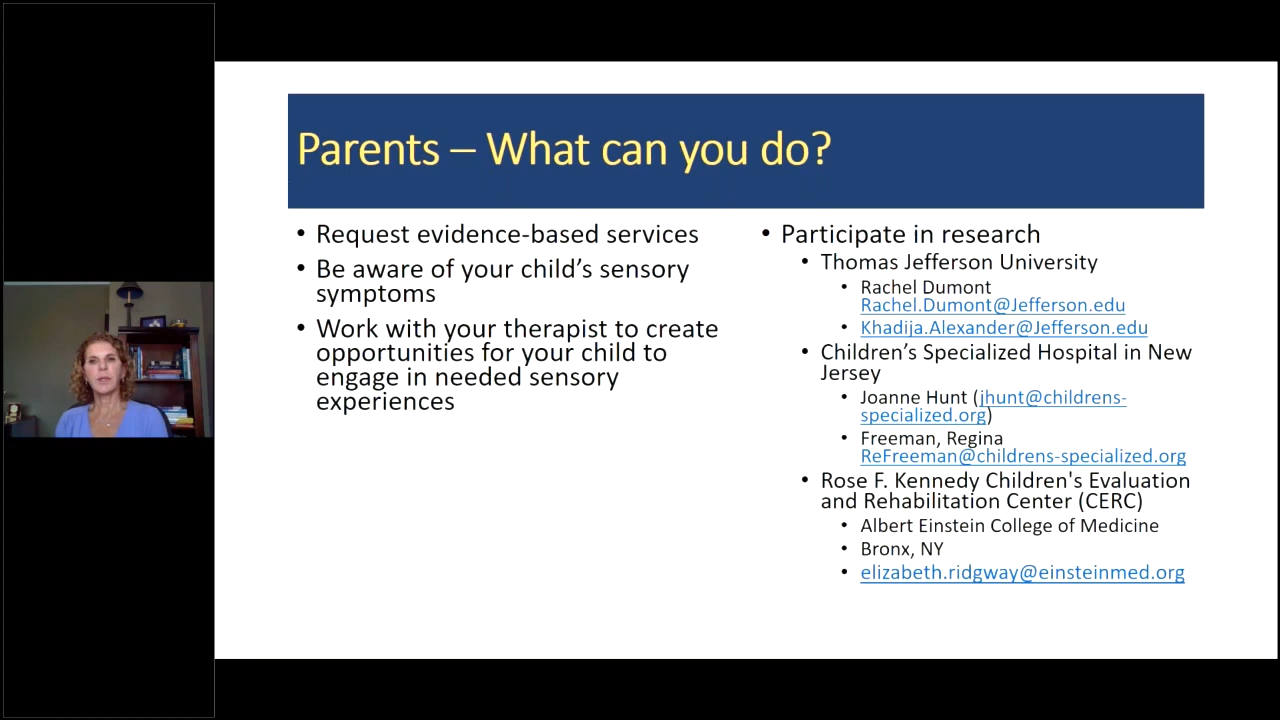 Parents – What can you do?
• Request evidence-based services
• Be aware of your child’s sensory
symptoms
• Work with your therapist to create
opportunities for your child to
engage in needed sensory
experiences
• Participate in research
• Thomas Jefferson University
• Rachel Dumont
Rachel.Dumont@Jefferson.edu
• Khadija.Alexander@Jefferson.edu
• Children’s Specialized Hospital in New
Jersey
• Joanne Hunt (jhunt@childrens-
specialized.org)
• Freeman, Regina
ReFreeman@childrens-specialized.org
• Rose F. Kennedy Children's Evaluation
and Rehabilitation Center (CERC)
• Albert Einstein College of Medicine
• Bronx, NY
• elizabeth.ridgway@einsteinmed.org